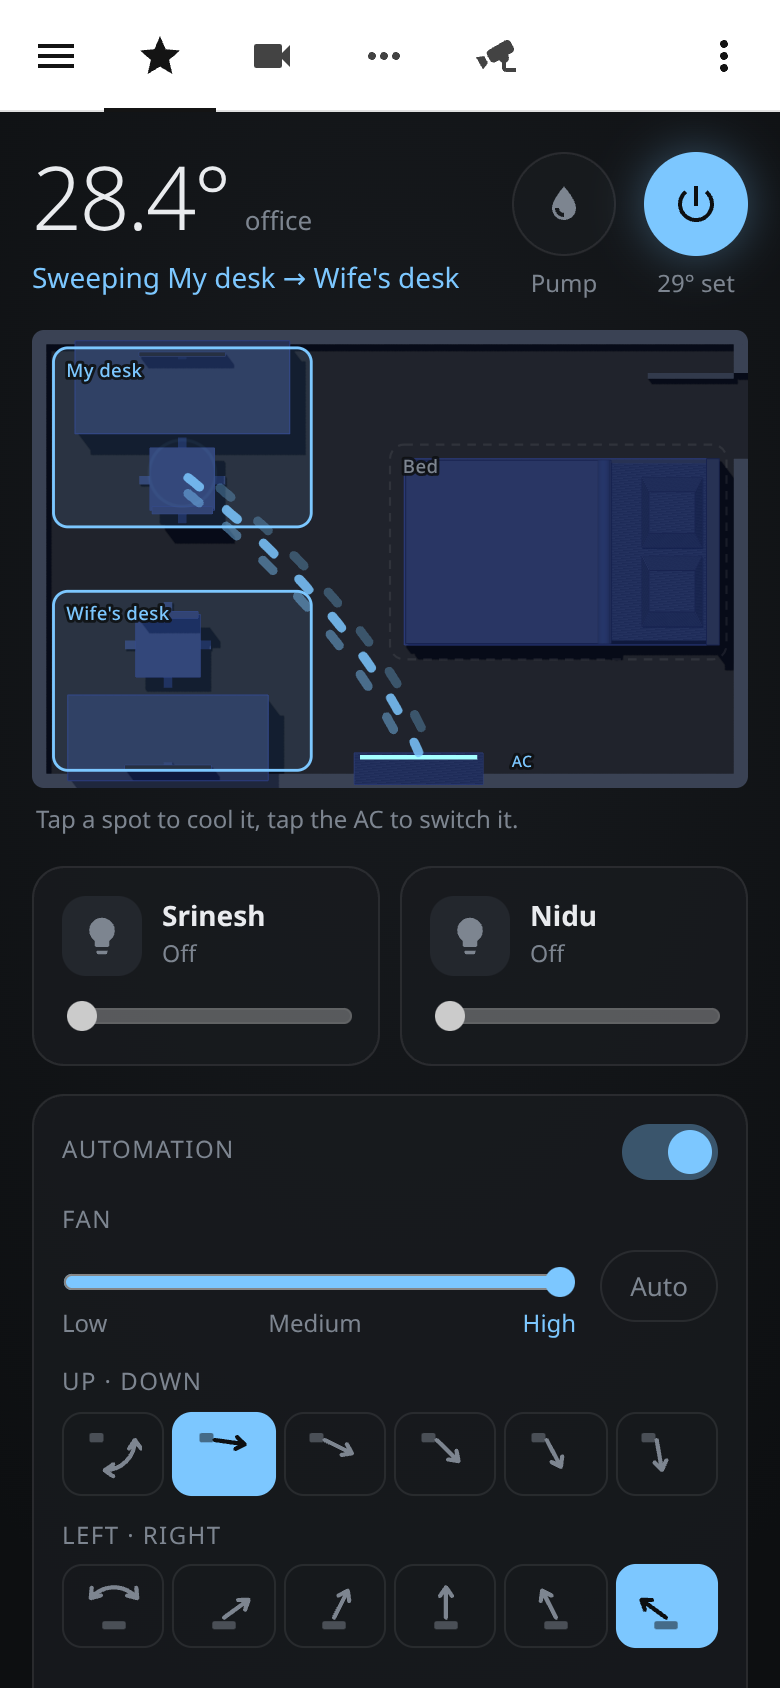 28.4° office
Sweeping My desk → Wife's desk
Pump
29° set
My desk
Bed
Wife's desk
AC
Tap a spot to cool it, tap the AC to switch it.
Srinesh
Off
Nidu
Off
AUTOMATION
FAN
Auto
Low Medium High
UP · DOWN
LEFT · RIGHT